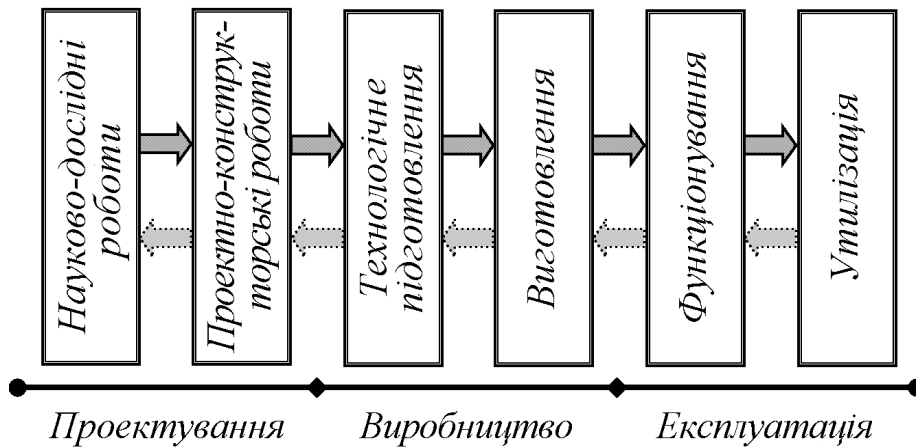 Науково-дослідні
роботи
Проектно-конструк-
торські роботи
Технологічне
підготовлення
Виготовлення
Функціонування
Утилізація
Проектування
Виробництво
Експлуатація